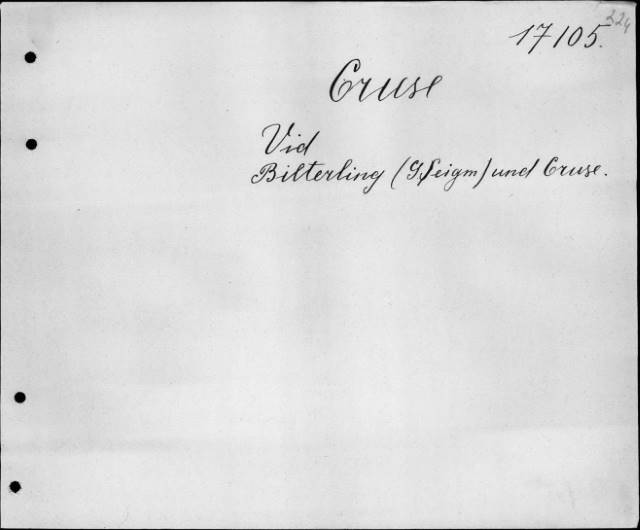 224
17105.
Cruse
Vid
Bilterling (G. Seigm) und Cruse.